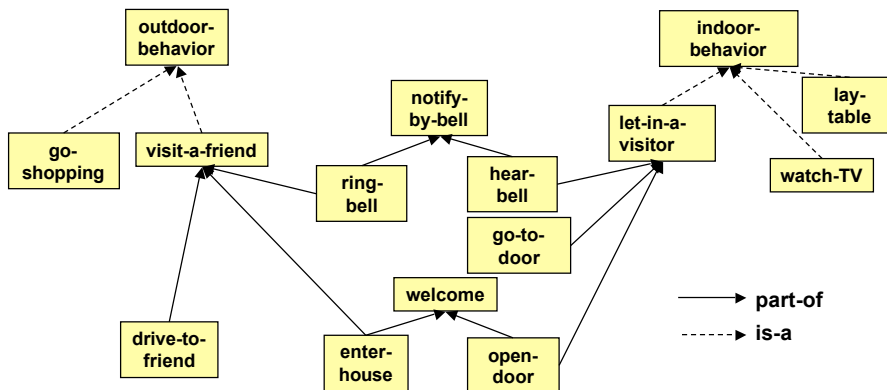 outdoor-
behavior
indoor-
behavior
notify-
by-bell
lay-
table
go-
shopping
visit-a-friend
let-in-a-
visitor
ring-
bell
hear-
bell
watch-TV
go-to-
door
welcome
part-of
is-a
drive-to-
friend
enter-
house
open-
door